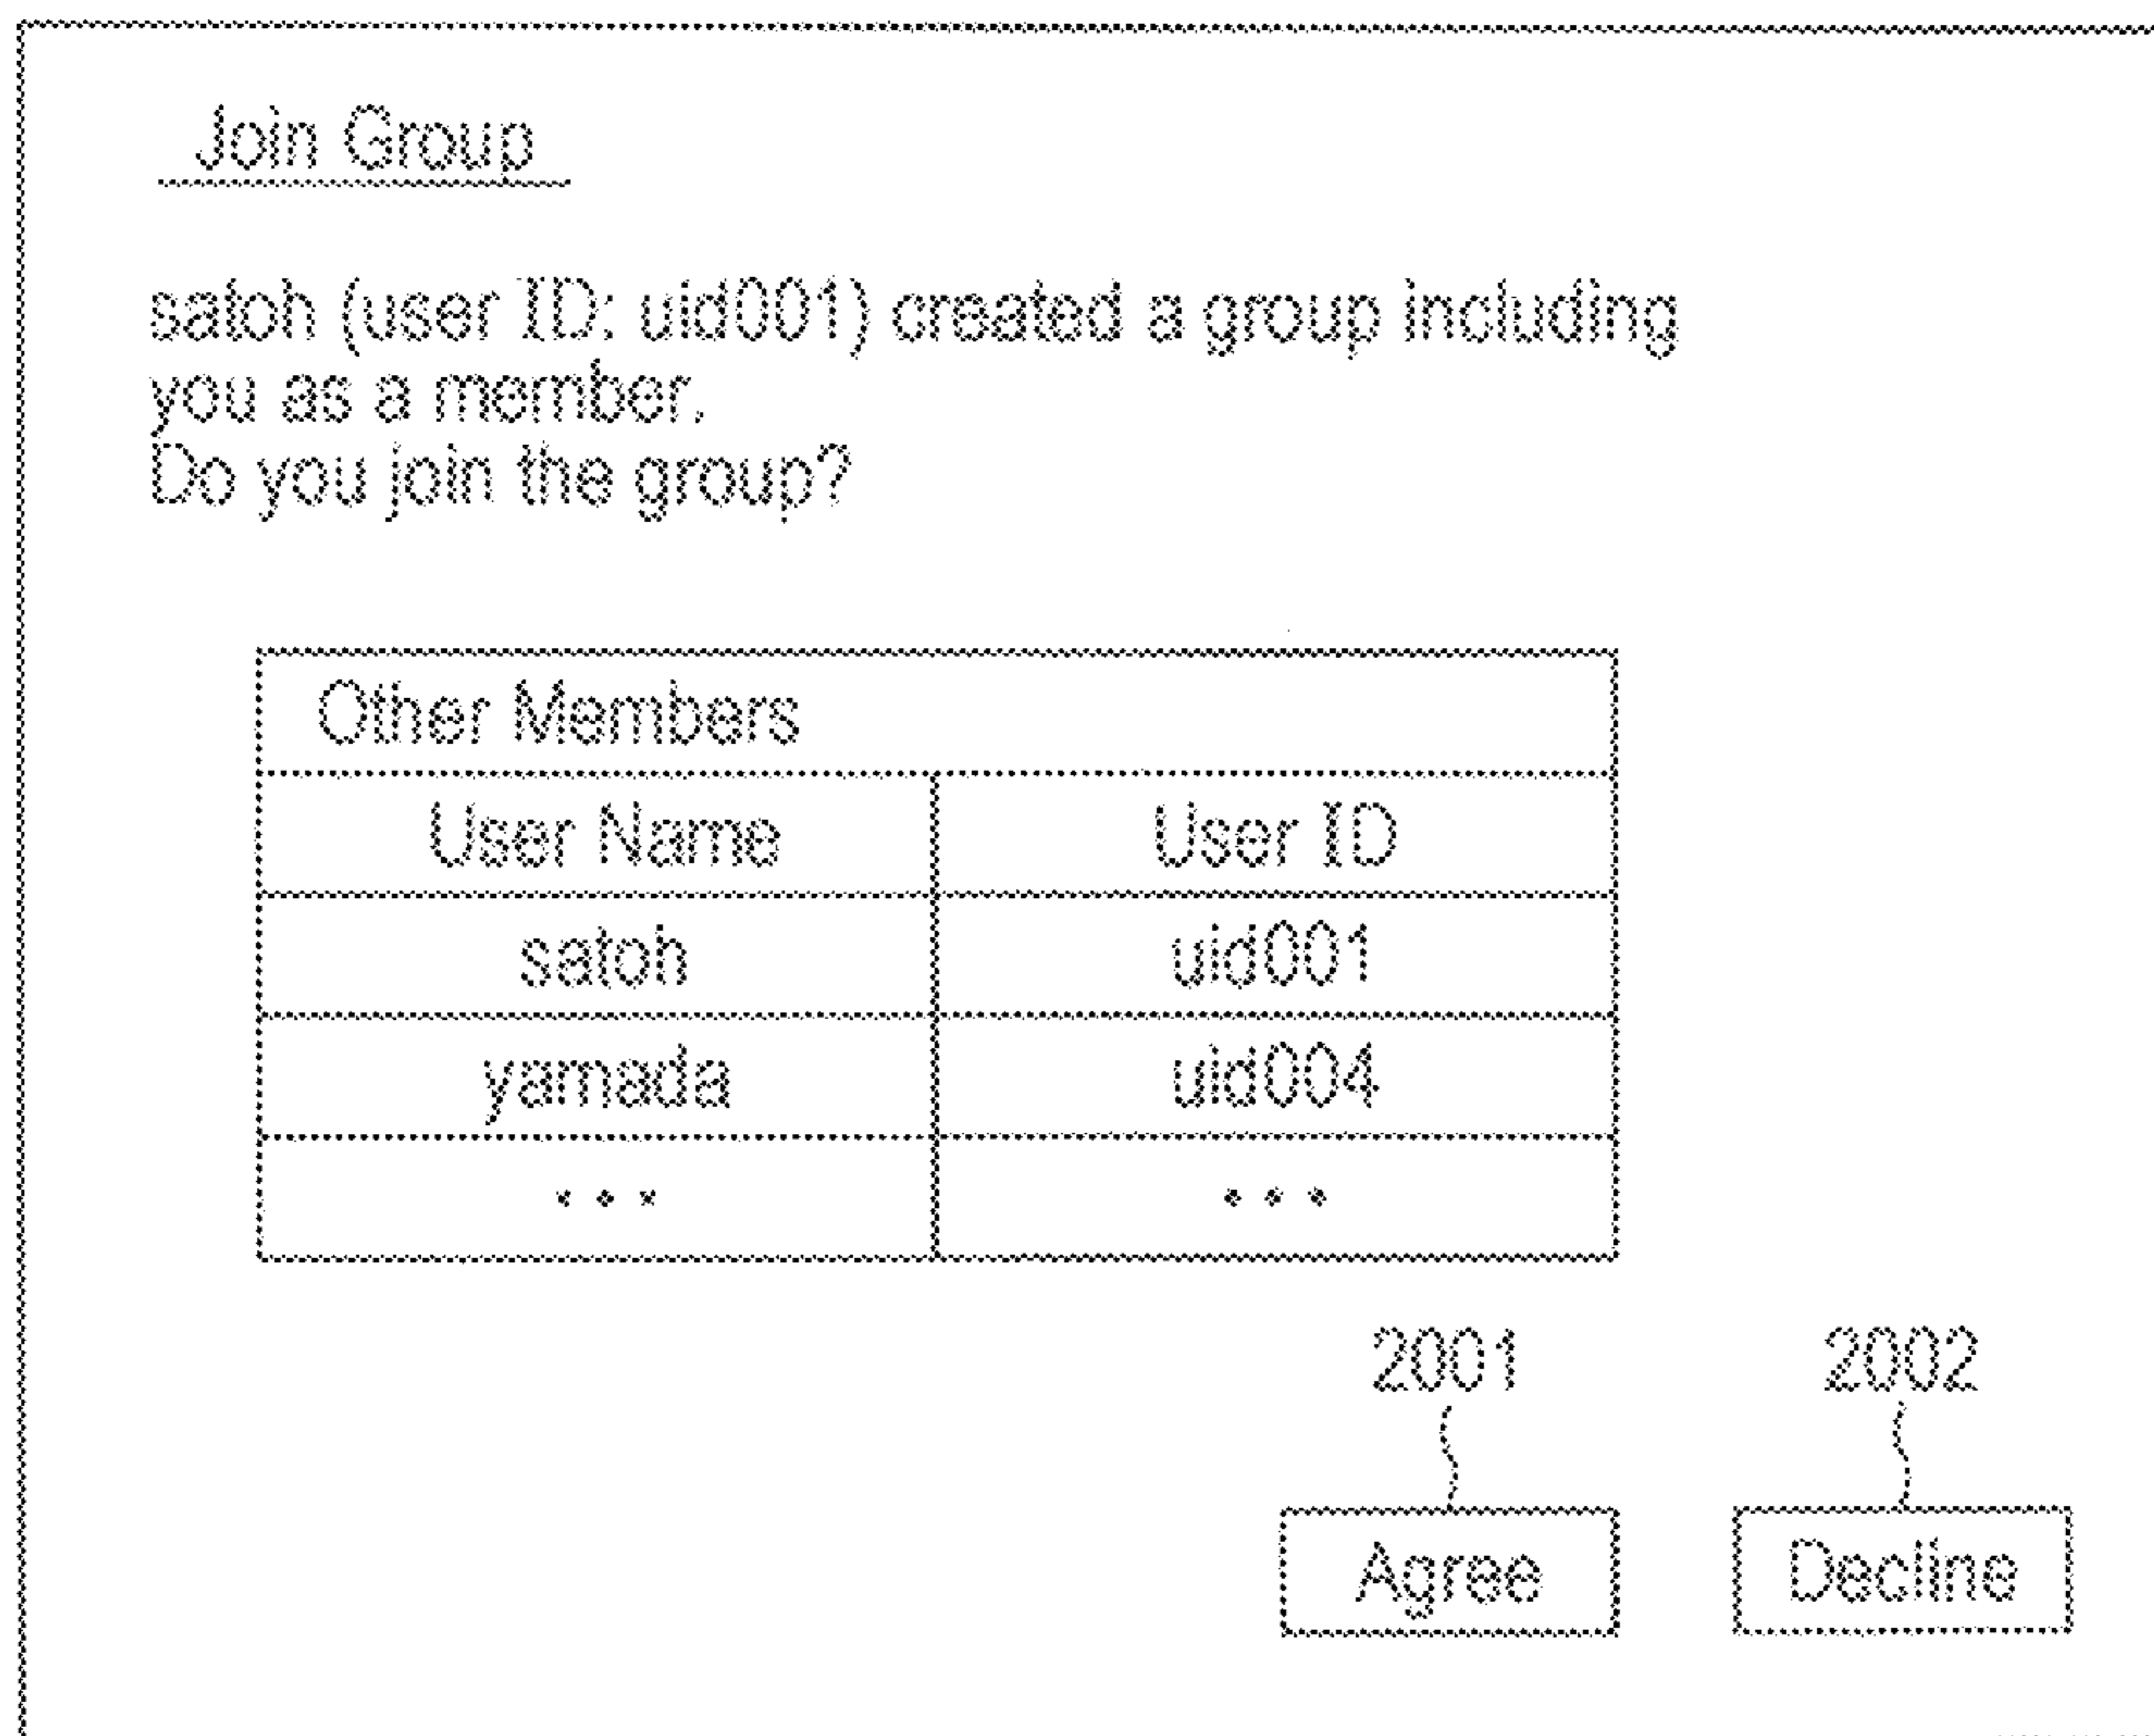 Join Group
satoh (user ID: uid001) created a group including
you as a member.
Do you join the group?
Other Members
User Name User ID
satoh uid001
yamada uid004
... ...
2001 2002
Agree Decline